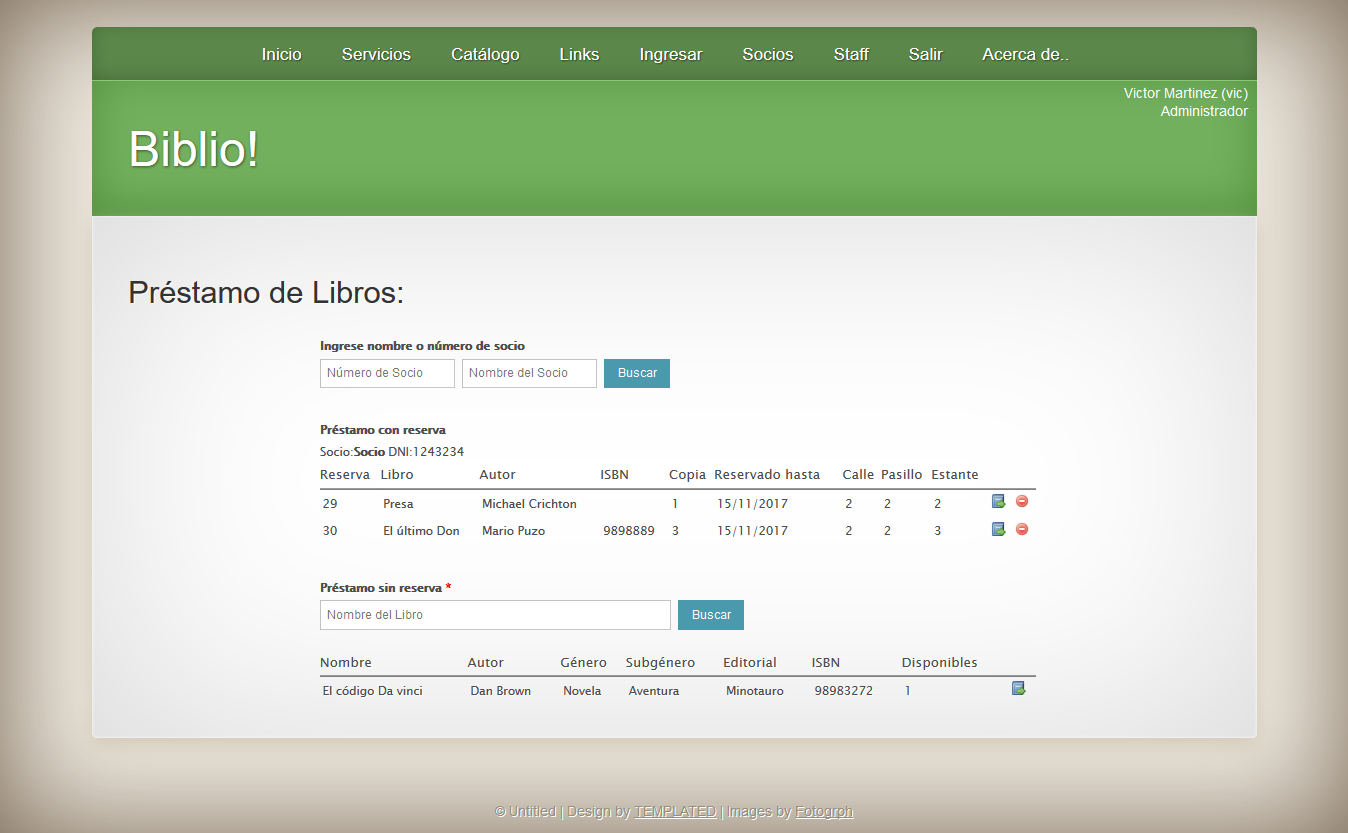 Inicio Servicios Catálogo Links Ingresar Socios Staff Salir Acerca de..
Victor Martinez (vic)
Administrador
Biblio!
Préstamo de Libros:
Ingrese nombre o número de socio
Número de Socio Nombre del Socio Buscar
Préstamo con reserva
Socio:Socio DNI:1243234
Reserva Libro Autor ISBN Copia Reservado hasta Calle Pasillo Estante
29 Presa Michael Crichton 1 15/11/2017 2 2 2
30 El último Don Mario Puzo 9898889 3 15/11/2017 2 2 3
Préstamo sin reserva *
Nombre del Libro Buscar
Nombre Autor Género Subgénero Editorial ISBN Disponibles
El código Da vinci Dan Brown Novela Aventura Minotauro 98983272 1
© Untitled | Design by TEMPLATED | Images by Fotogrph